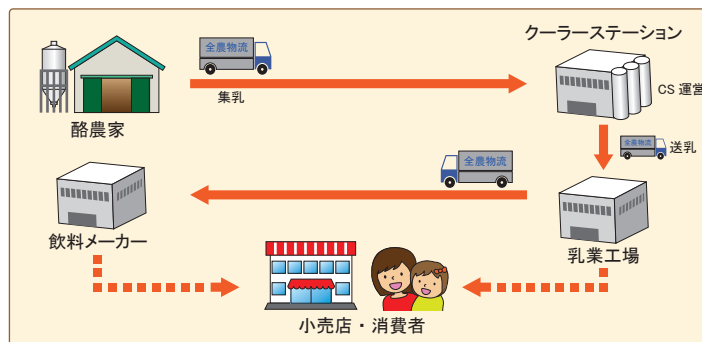 クーラーステーション
全農物流
集乳
CS 運営
酪農家
全農物流
送乳
全農物流
飲料メーカー
乳業工場
小売店・消費者